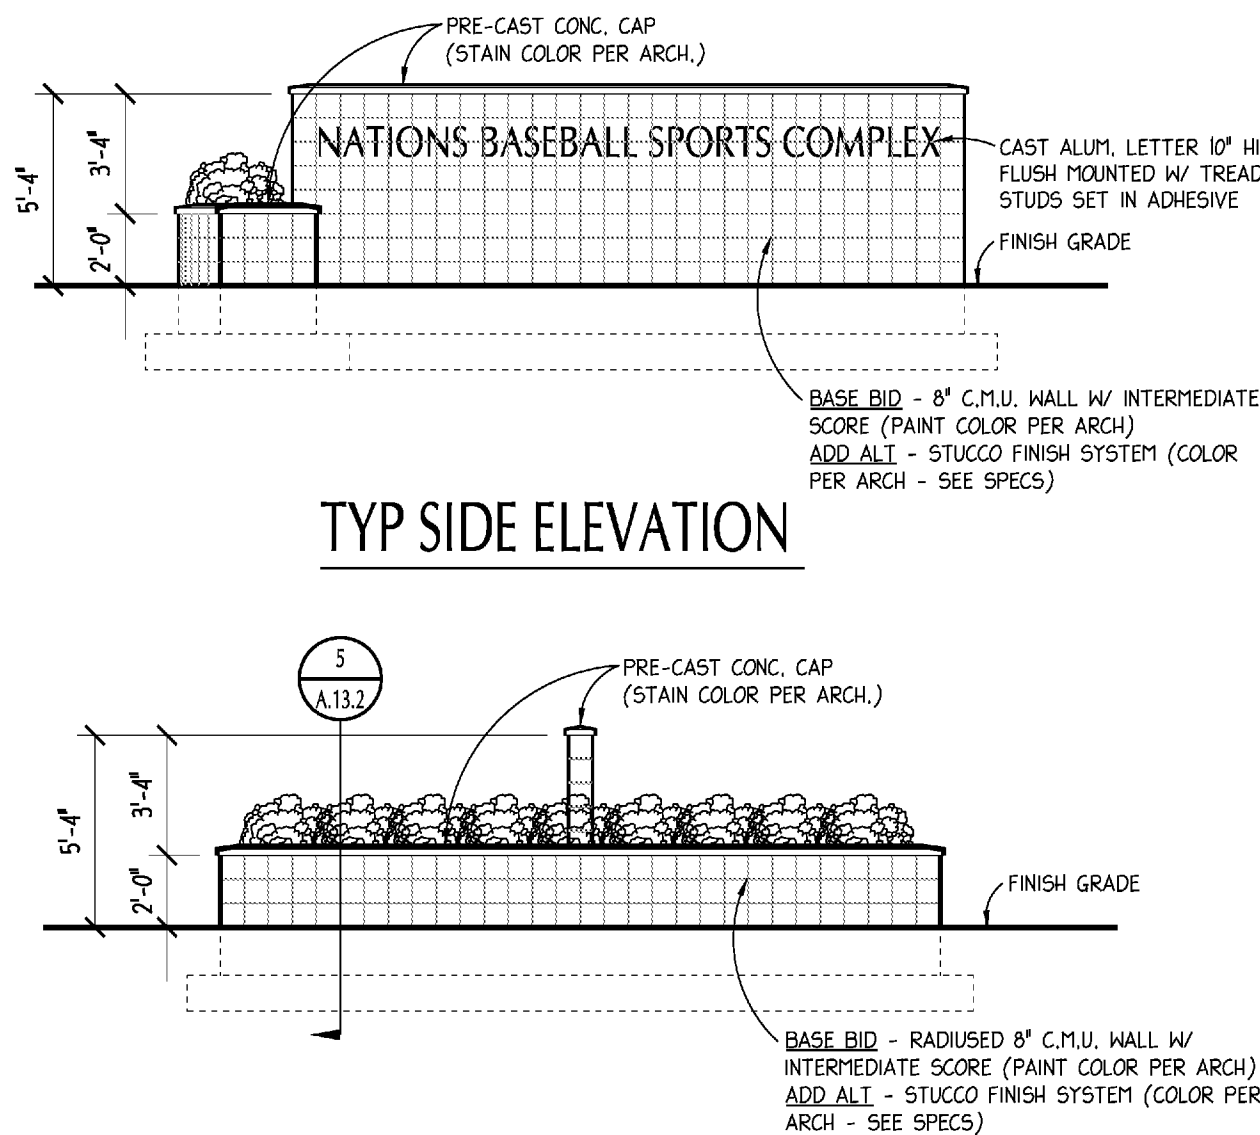 PRE-CAST CONC. CAP
(STAIN COLOR PER ARCH.)
NATIONS BASEBALL SPORTS COMPLEX
CAST ALUM. LETTER 10" HI
FLUSH MOUNTED W/ TREAD
STUDS SET IN ADHESIVE
FINISH GRADE
5'-4"
3'-4"
2'-0"
BASE BID - 8" C.M.U. WALL W/ INTERMEDIATE
SCORE (PAINT COLOR PER ARCH)
ADD ALT - STUCCO FINISH SYSTEM (COLOR
PER ARCH - SEE SPECS)
TYP SIDE ELEVATION
5
A.13.2
PRE-CAST CONC. CAP
(STAIN COLOR PER ARCH.)
5'-4"
3'-4"
2'-0"
FINISH GRADE
BASE BID - RADIUSED 8" C.M.U. WALL W/
INTERMEDIATE SCORE (PAINT COLOR PER ARCH)
ADD ALT - STUCCO FINISH SYSTEM (COLOR PER
ARCH - SEE SPECS)